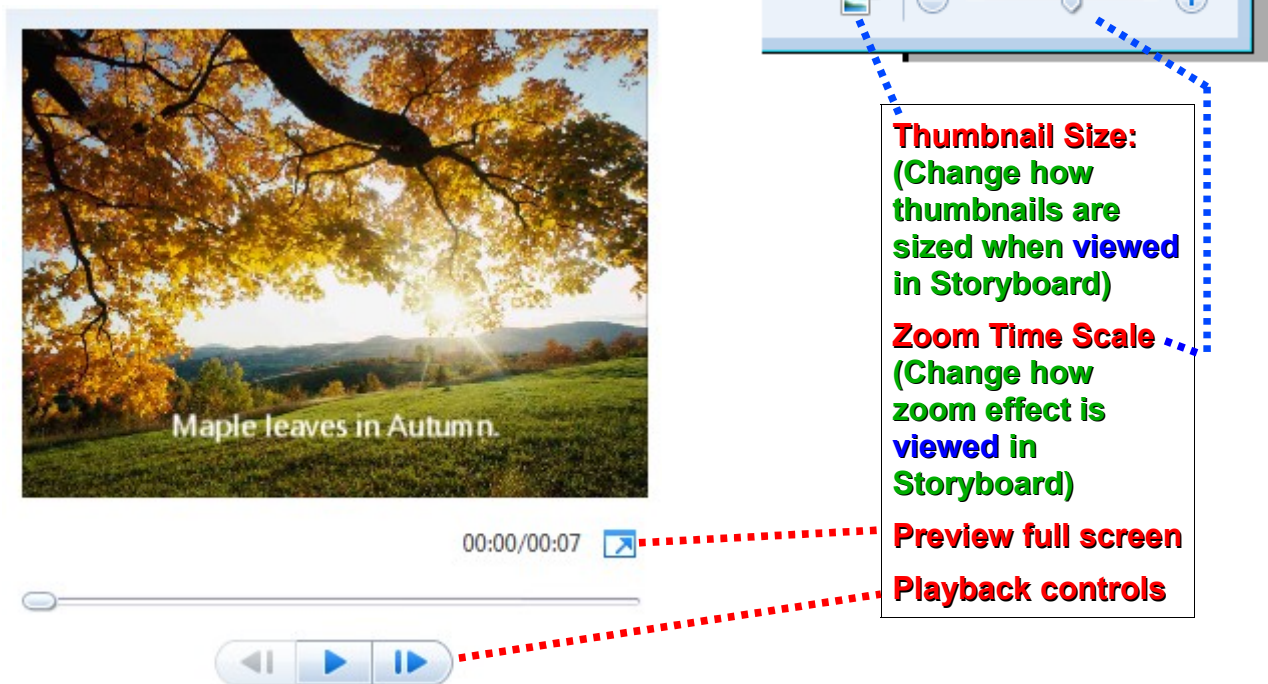 Maple leaves in Autumn.
00:00/00:07
Thumbnail Size:
(Change how
thumbnails are
sized when viewed
in Storyboard)
Zoom Time Scale
(Change how
zoom effect is
viewed in
Storyboard)
Preview full screen
Playback controls